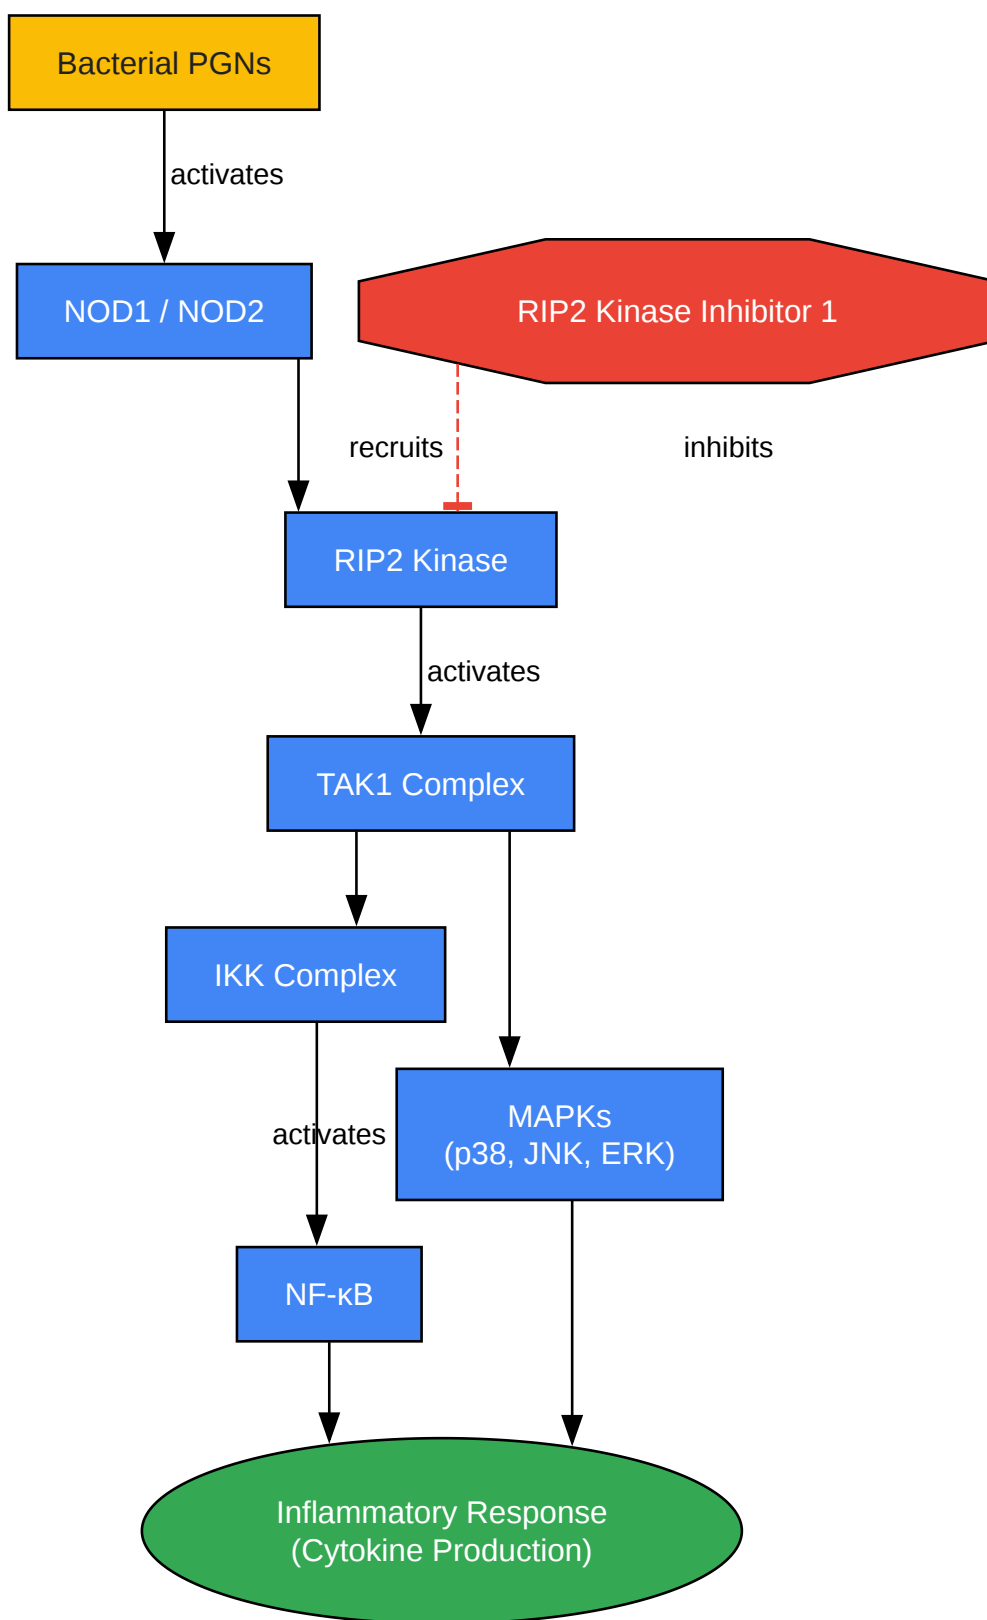 Bacterial PGNs
activates
NOD1 / NOD2
RIP2 Kinase Inhibitor 1
recruits
inhibits
RIP2 Kinase
activates
TAK1 Complex
IKK Complex
MAPKs
(p38, JNK, ERK)
activates
NF-κB
Inflammatory Response
(Cytokine Production)